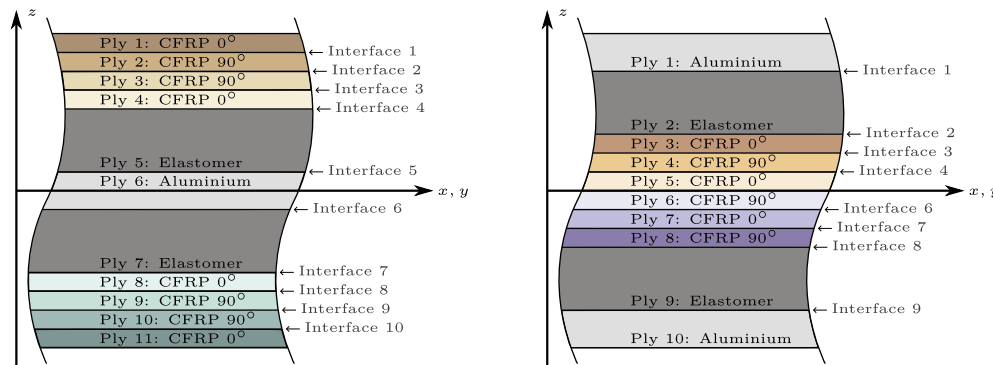 z
Ply 1: CFRP 0°
← Interface 1
Ply 2: CFRP 90°
← Interface 2
Ply 3: CFRP 90°
← Interface 3
Ply 4: CFRP 0°
← Interface 4
Ply 5: Elastomer
← Interface 5
Ply 6: Aluminium
x, y
← Interface 6
Ply 7: Elastomer
← Interface 7
Ply 8: CFRP 0°
← Interface 8
Ply 9: CFRP 90°
← Interface 9
Ply 10: CFRP 90°
← Interface 10
Ply 11: CFRP 0°
z
Ply 1: Aluminium
← Interface 1
Ply 2: Elastomer
← Interface 2
Ply 3: CFRP 0°
← Interface 3
Ply 4: CFRP 90°
← Interface 4
Ply 5: CFRP 0°
x, y
Ply 6: CFRP 90°
← Interface 6
Ply 7: CFRP 0°
← Interface 7
Ply 8: CFRP 90°
← Interface 8
Ply 9: Elastomer
← Interface 9
Ply 10: Aluminium